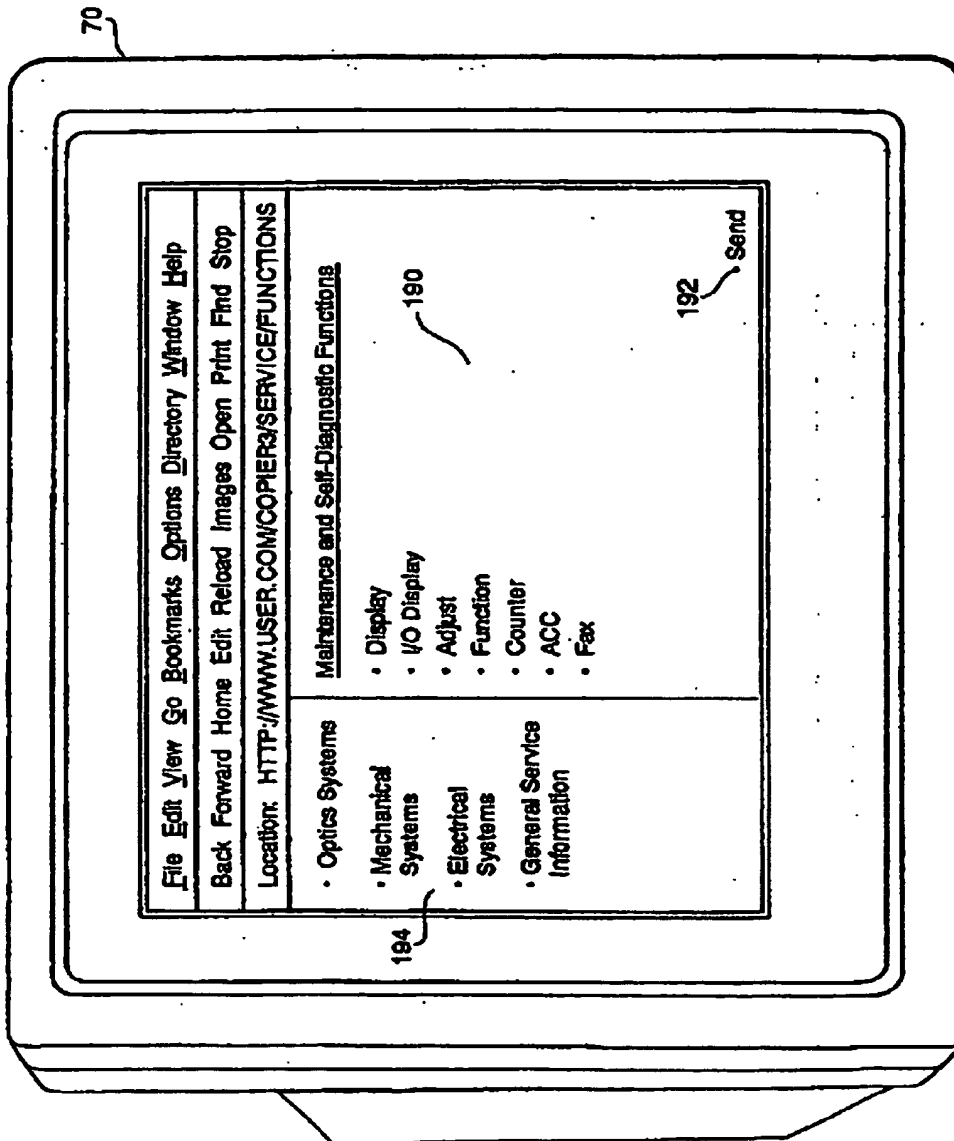 70
File Edit View Go Bookmarks Options Directory Window Help
Back Forward Home Edit Reload Images Open Print Find Stop
Location: HTTP://WWW.USER.COM/COPIER3/SERVICE/FUNCTIONS
• Optics Systems
• Mechanical
Systems
• Electrical
Systems
• General Service
Information
194
Maintenance and Self-Diagnostic Functions
• Display
• I/O Display
• Adjust
• Function
• Counter
• ACC
• Fax
190
192
• Send